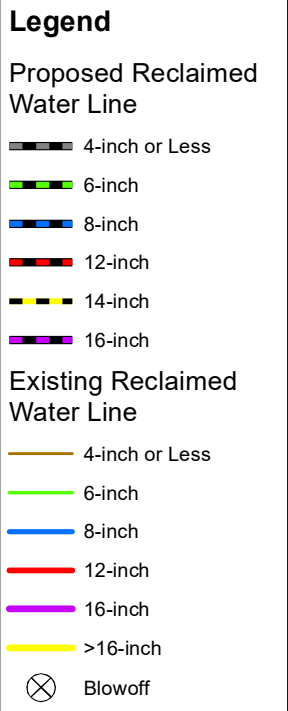 Legend
Proposed Reclaimed
Water Line
4-inch or Less
6-inch
8-inch
12-inch
14-inch
16-inch
Existing Reclaimed
Water Line
4-inch or Less
6-inch
8-inch
12-inch
16-inch
>16-inch
Blowoff